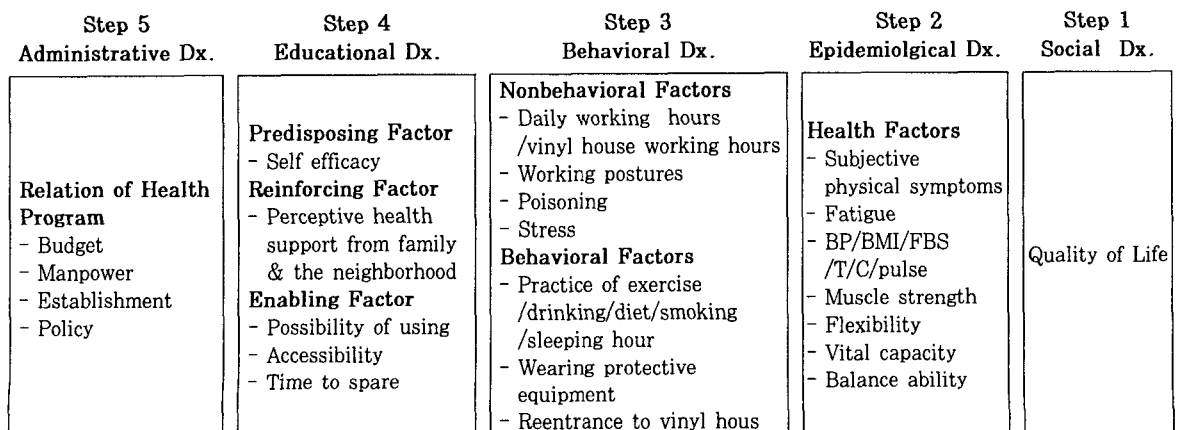 Step 5
Administrative Dx.
Relation of Health
Program
- Budget
- Manpower
- Establishment
- Policy
Step 4
Educational Dx.
Predisposing Factor
- Self efficacy
Reinforcing Factor
- Perceptive health
support from family
& the neighborhood
Enabling Factor
- Possibility of using
- Accessibility
- Time to spare
Step 3
Behavioral Dx.
Nonbehavioral Factors
- Daily working hours
/vinyl house working hours
- Working postures
- Poisoning
- Stress
Behavioral Factors
- Practice of exercise
/drinking/diet/smoking
/sleeping hour
- Wearing protective
equipment
- Reentrance to vinyl hous
Step 2
Epidemiolgical Dx.
Health Factors
- Subjective
physical symptoms
- Fatigue
- BP/BMI/FBS
/T/C/pulse
- Muscle strength
- Flexibility
- Vital capacity
- Balance ability
Step 1
Social Dx.
Quality of Life